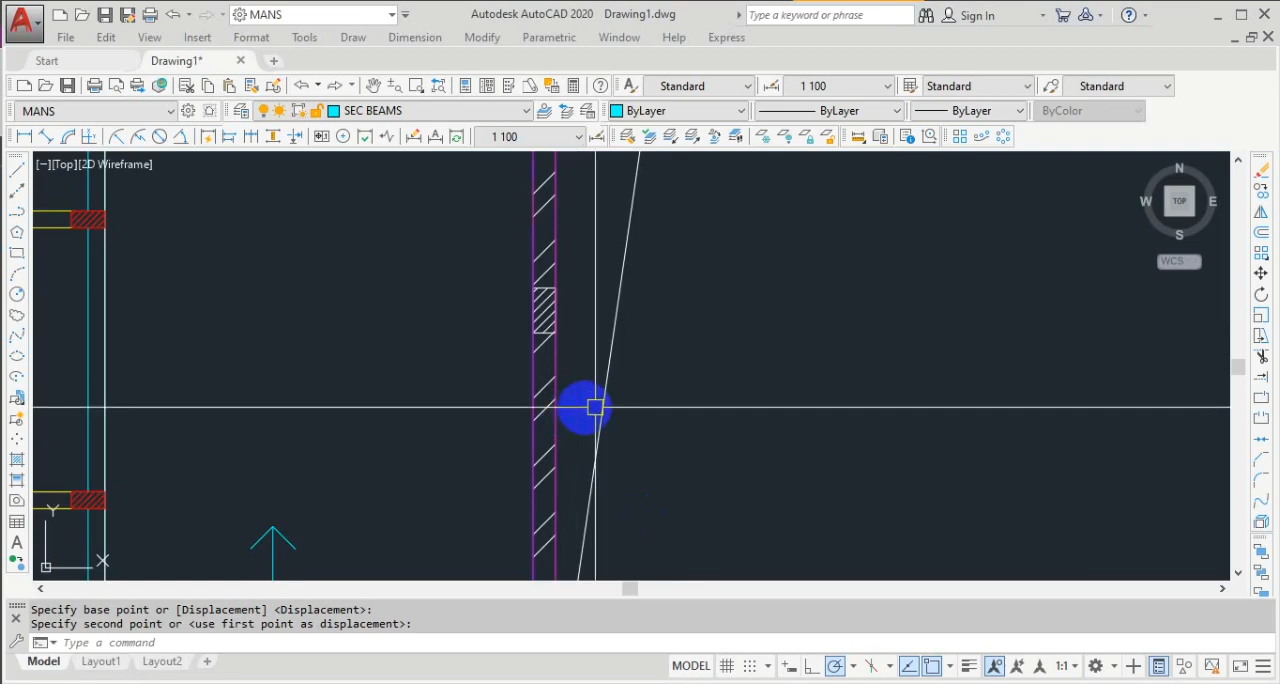 MANS
Autodesk AutoCAD 2020 Drawing1.dwg
Type a keyword or phrase
Sign In
File Edit View Insert Format Tools Draw Dimension Modify Parametric Window Help Express
Start Drawing1*
Standard 1 100 Standard Standard
MANS SEC BEAMS ByLayer ByLayer ByLayer ByColor
1 100
[−][Top][2D Wireframe]
N
W TOP E
S
WCS
Y
X
Specify base point or [Displacement] <Displacement>:
Specify second point or <use first point as displacement>:
Type a command
Model Layout1 Layout2 + MODEL 1:1